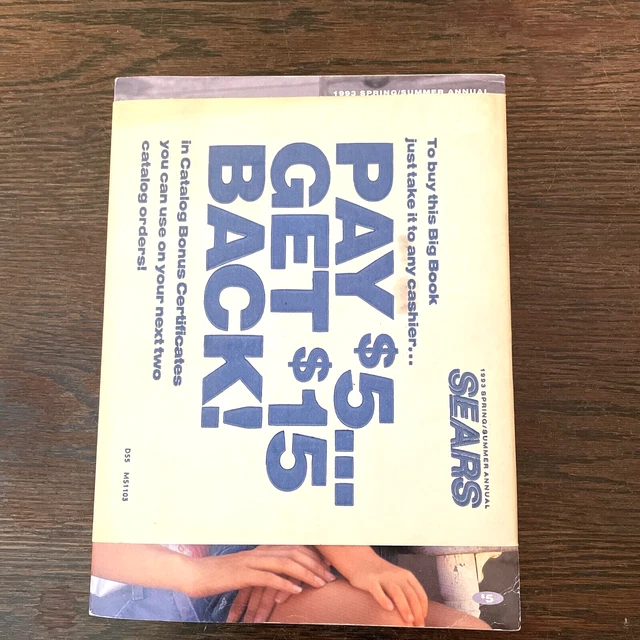 1993 SPRING/SUMMER ANNUAL
1993 SPRING/SUMMER ANNUAL
SEARS
To buy this Big Book
just take it to any cashier...
PAY $5...
GET $15
BACK!
in Catalog Bonus Certificates
you can use on your next two
catalog orders!
DSS MS1103
$5